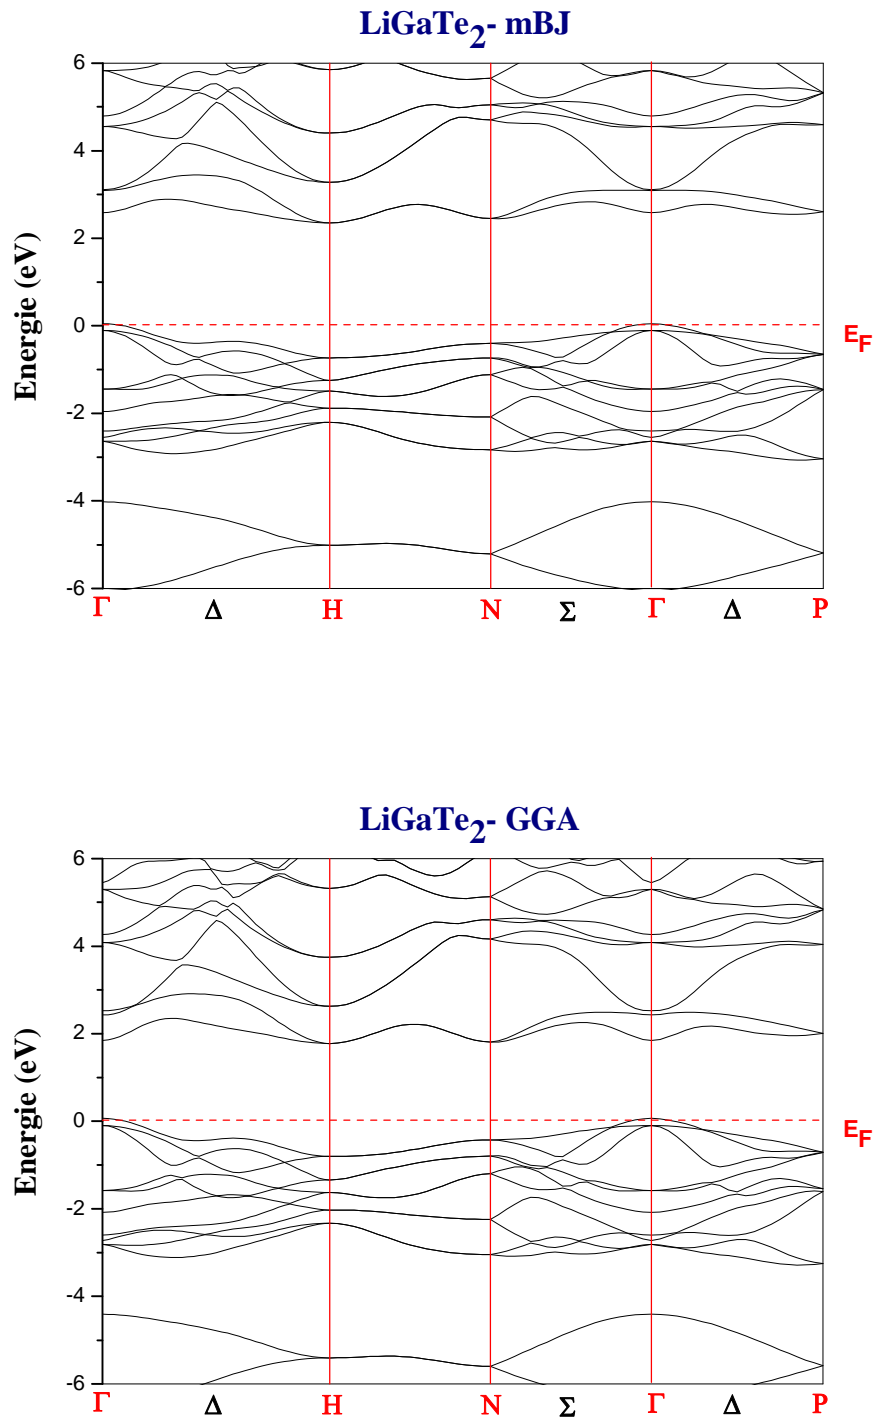 LiGaTe2- mBJ
6
4
2
0
-2
-4
-6
Energie (eV)
EF
Γ Δ H N Σ Γ Δ P
LiGaTe2- GGA
6
4
2
0
-2
-4
-6
Energie (eV)
EF
Γ Δ H N Σ Γ Δ P